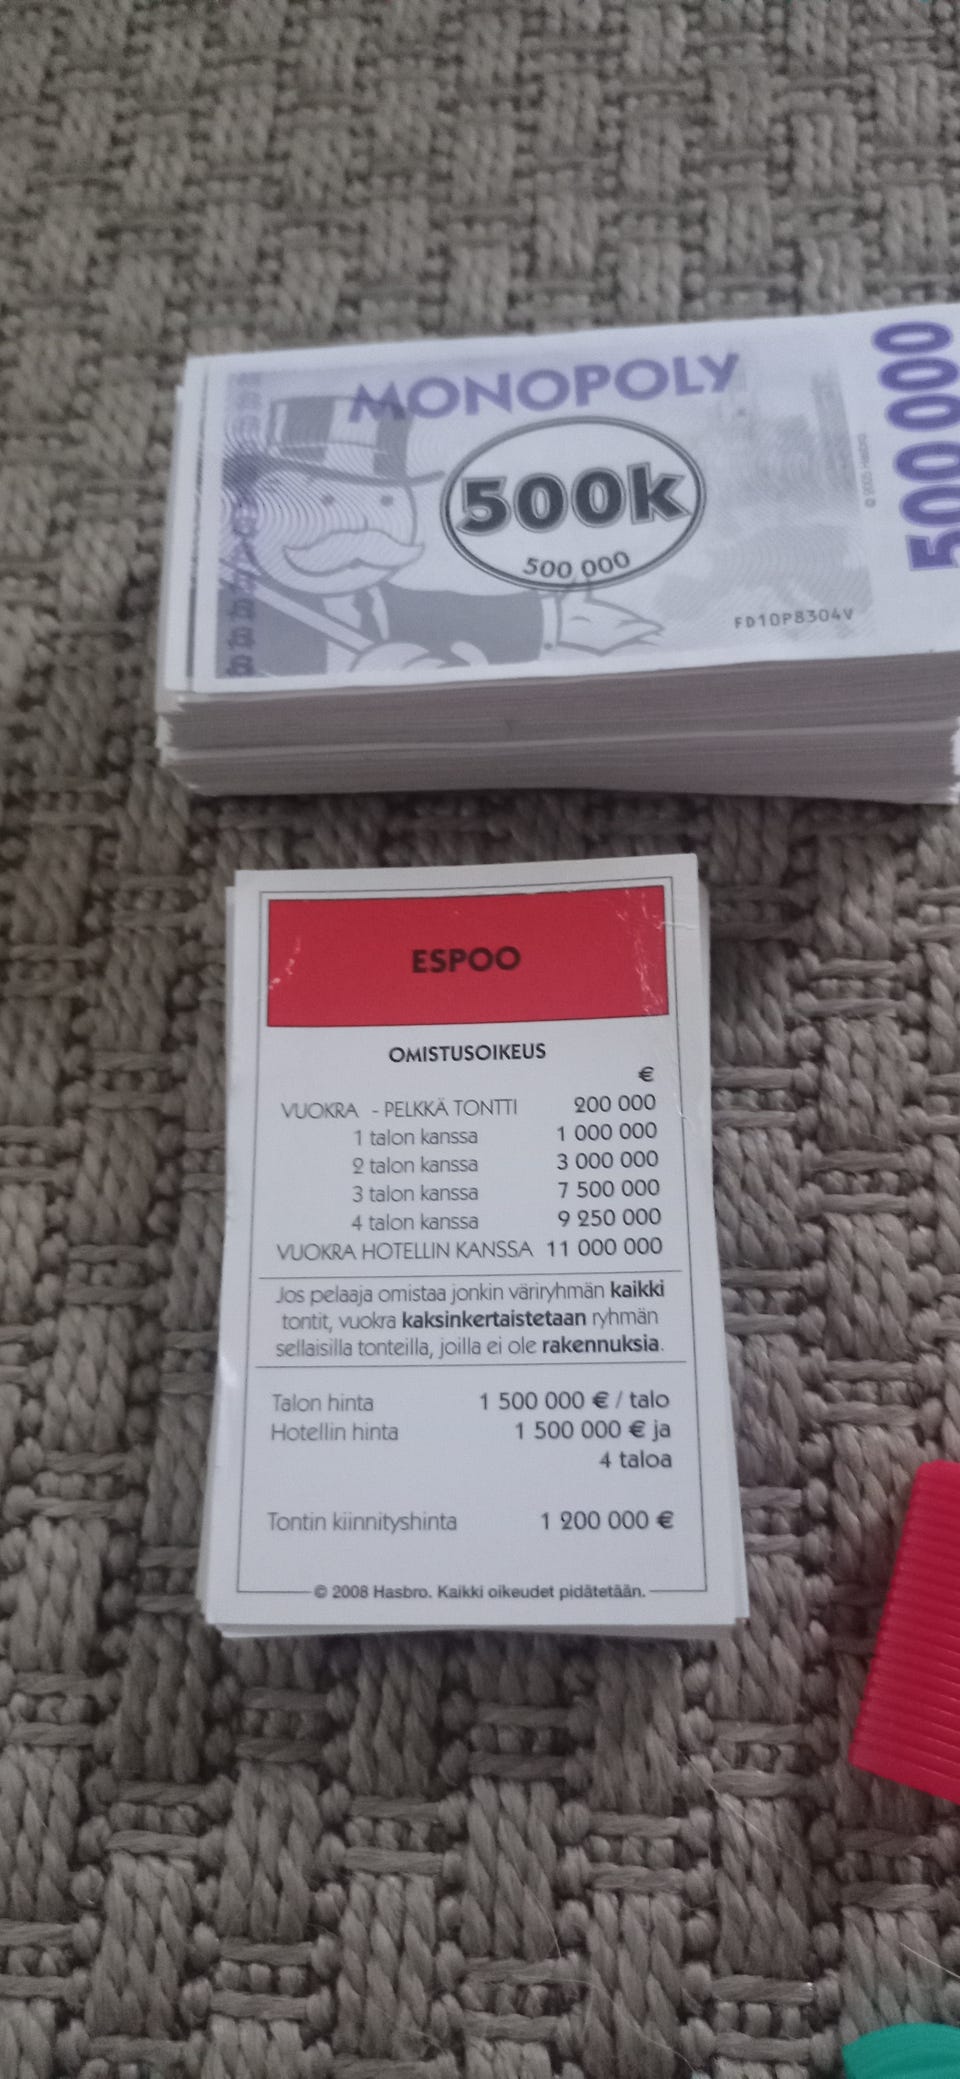 MONOPOLY
500k
500 000
FD10P8304V
500 000
ESPOO
OMISTUSOIKEUS
€
VUOKRA - PELKKÄ TONTTI 200 000
1 talon kanssa 1 000 000
2 talon kanssa 3 000 000
3 talon kanssa 7 500 000
4 talon kanssa 9 250 000
VUOKRA HOTELLIN KANSSA 11 000 000
Jos pelaaja omistaa jonkin väriryhmän kaikki
tontit, vuokra kaksinkertaistetaan ryhmän
sellaisilla tonteilla, joilla ei ole rakennuksia.
Talon hinta 1 500 000 € / talo
Hotellin hinta 1 500 000 € ja
4 taloa
Tontin kiinnityshinta 1 200 000 €
© 2008 Hasbro. Kaikki oikeudet pidätetään.